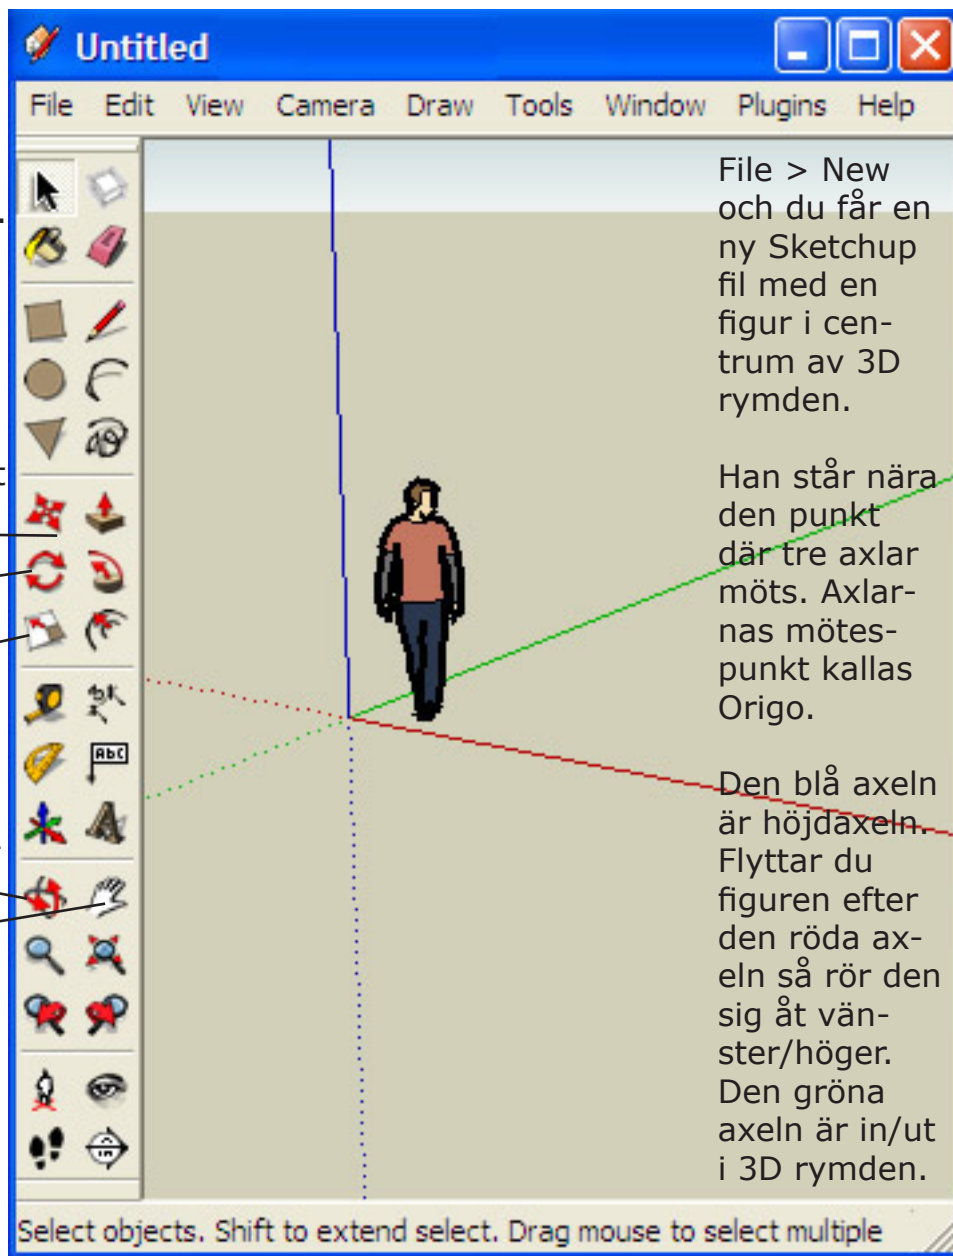 Untitled
File Edit View Camera Draw Tools Window Plugins Help
File > New
och du får en
ny Sketchup
fil med en
figur i cen-
trum av 3D
rymden.
Han står nära
den punkt
där tre axlar
möts. Axlar-
nas mötes-
punkt kallas
Origo.
Den blå axeln
är höjdaxeln.
Flyttar du
figuren efter
den röda ax-
eln så rör den
sig åt vän-
ster/höger.
Den gröna
axeln är in/ut
i 3D rymden.
Abc
Select objects. Shift to extend select. Drag mouse to select multiple